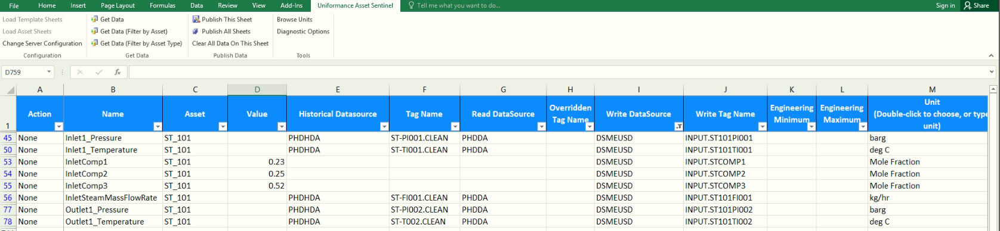 File Home Insert Page Layout Formulas Data Review View Add-Ins Uniformance Asset Sentinel Tell me what you want to do... Sign in Share
Load Template Sheets Get Data Publish This Sheet Browse Units
Load Asset Sheets Get Data (Filter by Asset) Publish All Sheets Diagnostic Options
Change Server Configuration Get Data (Filter by Asset Type) Clear All Data On This Sheet
Configuration Get Data Publish Data Tools
D759 fx
A B C D E F G H I J K L M
1 Action Name Asset Value Historical Datasource Tag Name Read DataSource Overridden Tag Name Write DataSource Write Tag Name Engineering Minimum Engineering Maximum Unit (Double-click to choose, or type unit)
45 None Inlet1_Pressure ST_101 PHDHDA ST-PI001.CLEAN PHDDA DSMEUSD INPUT.ST101PI001 barg
50 None Inlet1_Temperature ST_101 PHDHDA ST-TI001.CLEAN PHDDA DSMEUSD INPUT.ST101TI001 deg C
53 None InletComp1 ST_101 0.23 DSMEUSD INPUT.STCOMP1 Mole Fraction
54 None InletComp2 ST_101 0.25 DSMEUSD INPUT.STCOMP2 Mole Fraction
55 None InletComp3 ST_101 0.52 DSMEUSD INPUT.STCOMP3 Mole Fraction
56 None InletSteamMassFlowRate ST_101 PHDHDA ST-FI001.CLEAN PHDDA DSMEUSD INPUT.ST101FI001 kg/hr
77 None Outlet1_Pressure ST_101 PHDHDA ST-PI002.CLEAN PHDDA DSMEUSD INPUT.ST101PI002 barg
78 None Outlet1_Temperature ST_101 PHDHDA ST-T002.CLEAN PHDDA DSMEUSD INPUT.ST101TI002 deg C